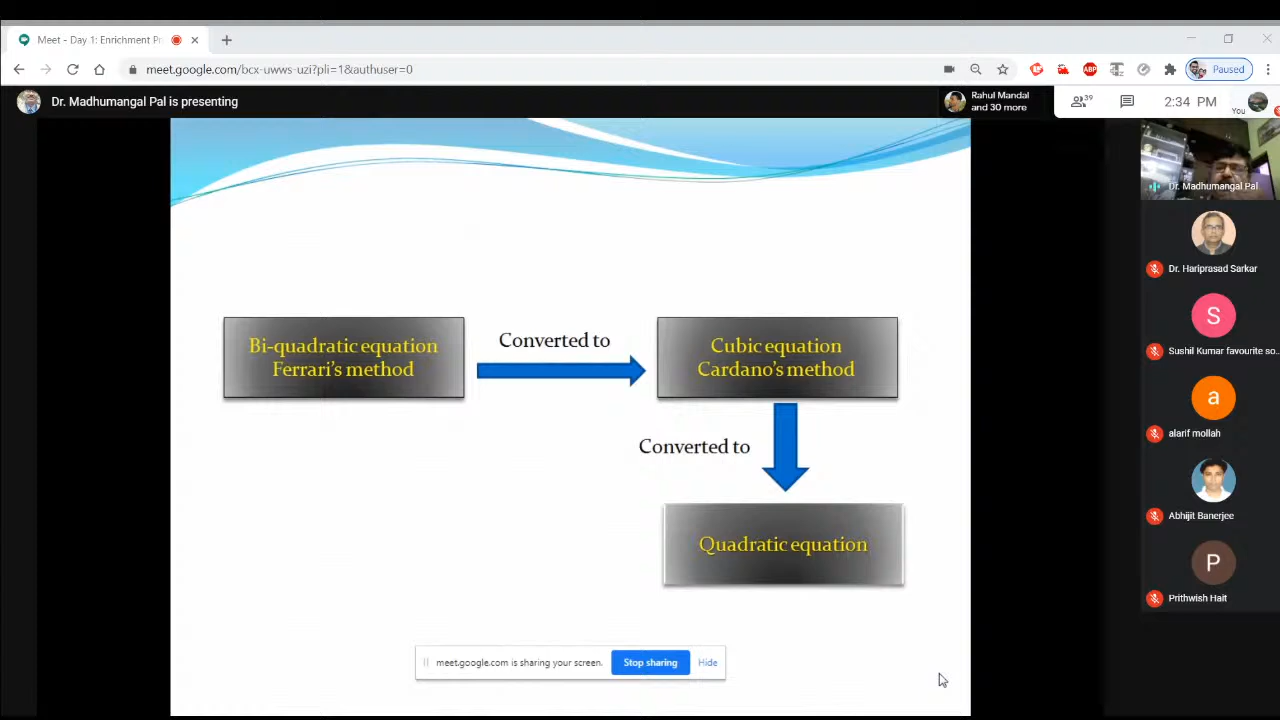 Meet - Day 1: Enrichment Pr
meet.google.com/bcx-uwws-uzi?pli=1&authuser=0
ABP
Paused
Dr. Madhumangal Pal is presenting
Rahul Mandal
and 30 more
39
2:34 PM
You
Dr. Madhumangal Pal
Dr. Hariprasad Sarkar
S
Sushil Kumar favourite so...
a
alarif mollah
Abhijit Banerjee
P
Prithwish Hait
Bi-quadratic equation
Ferrari's method
Converted to
Cubic equation
Cardano's method
Converted to
Quadratic equation
meet.google.com is sharing your screen.
Stop sharing
Hide